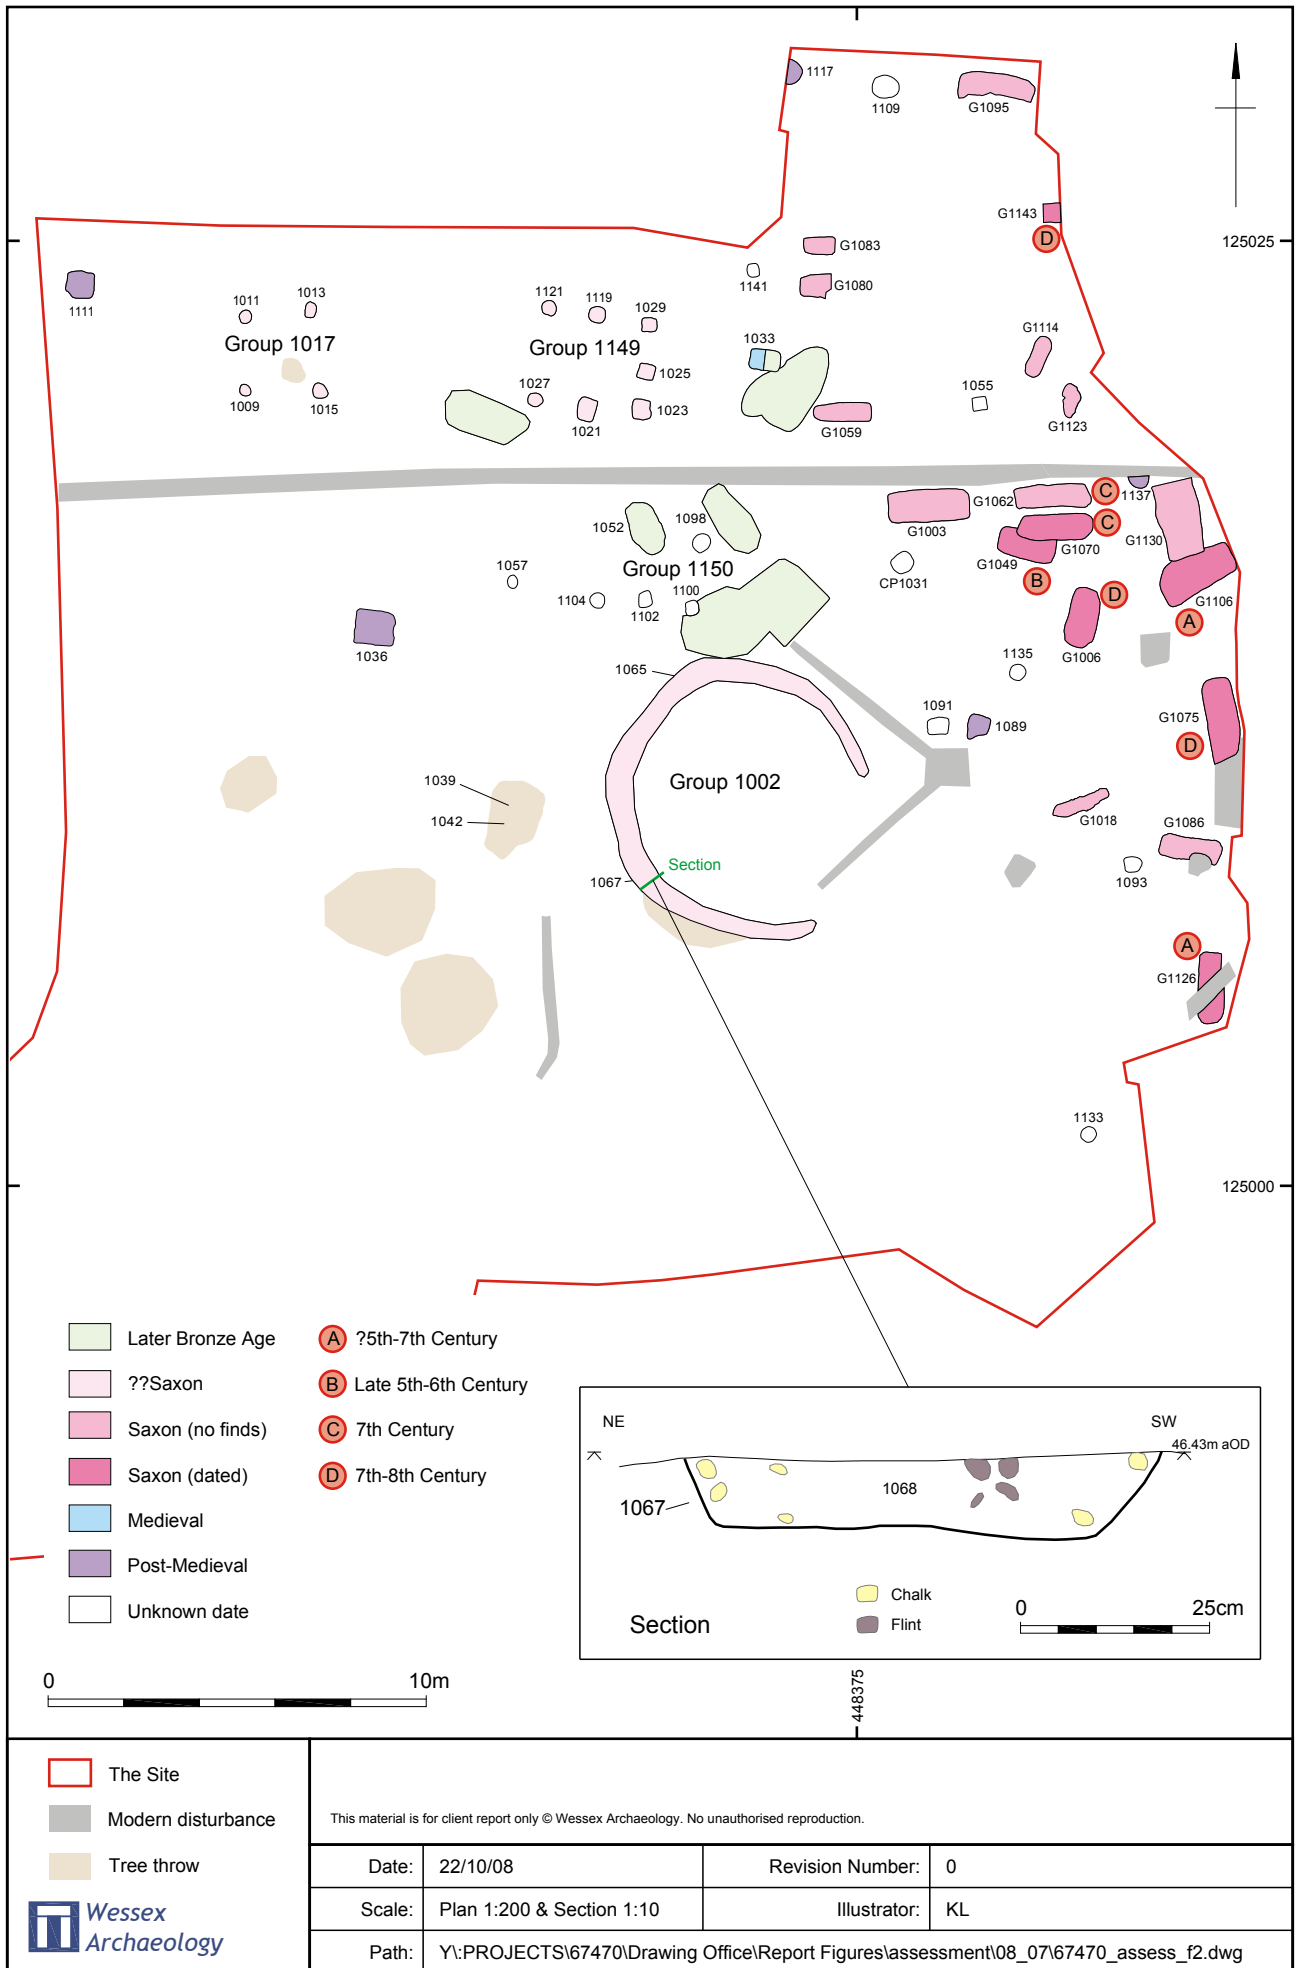 1117
1109
G1095
G1143
D
125025
G1083
1141
G1080
1111
1011
1013
Group 1017
1009
1015
1121
1119
1029
Group 1149
1025
1027
1021
1023
1033
G1059
G1114
1055
G1123
1052
1098
Group 1150
1057
1104
1102
1100
1036
G1003
CP1031
G1062
C
1137
C
G1070
G1049
B
G1130
D
G1106
A
G1006
1135
1065
1091
1089
G1075
D
Group 1002
1039
1042
G1018
G1086
1093
Section
1067
A
G1126
1133
125000
Later Bronze Age
??Saxon
Saxon (no finds)
Saxon (dated)
Medieval
Post-Medieval
Unknown date
A ?5th-7th Century
B Late 5th-6th Century
C 7th Century
D 7th-8th Century
NE
SW
46.43m aOD
1067
1068
Chalk
Flint
Section
0 25cm
0 10m
448375
The Site
Modern disturbance
Tree throw
Wessex
Archaeology
This material is for client report only © Wessex Archaeology. No unauthorised reproduction.
Date: 22/10/08 Revision Number: 0
Scale: Plan 1:200 & Section 1:10 Illustrator: KL
Path: Y\:PROJECTS\67470\Drawing Office\Report Figures\assessment\08_07\67470_assess_f2.dwg